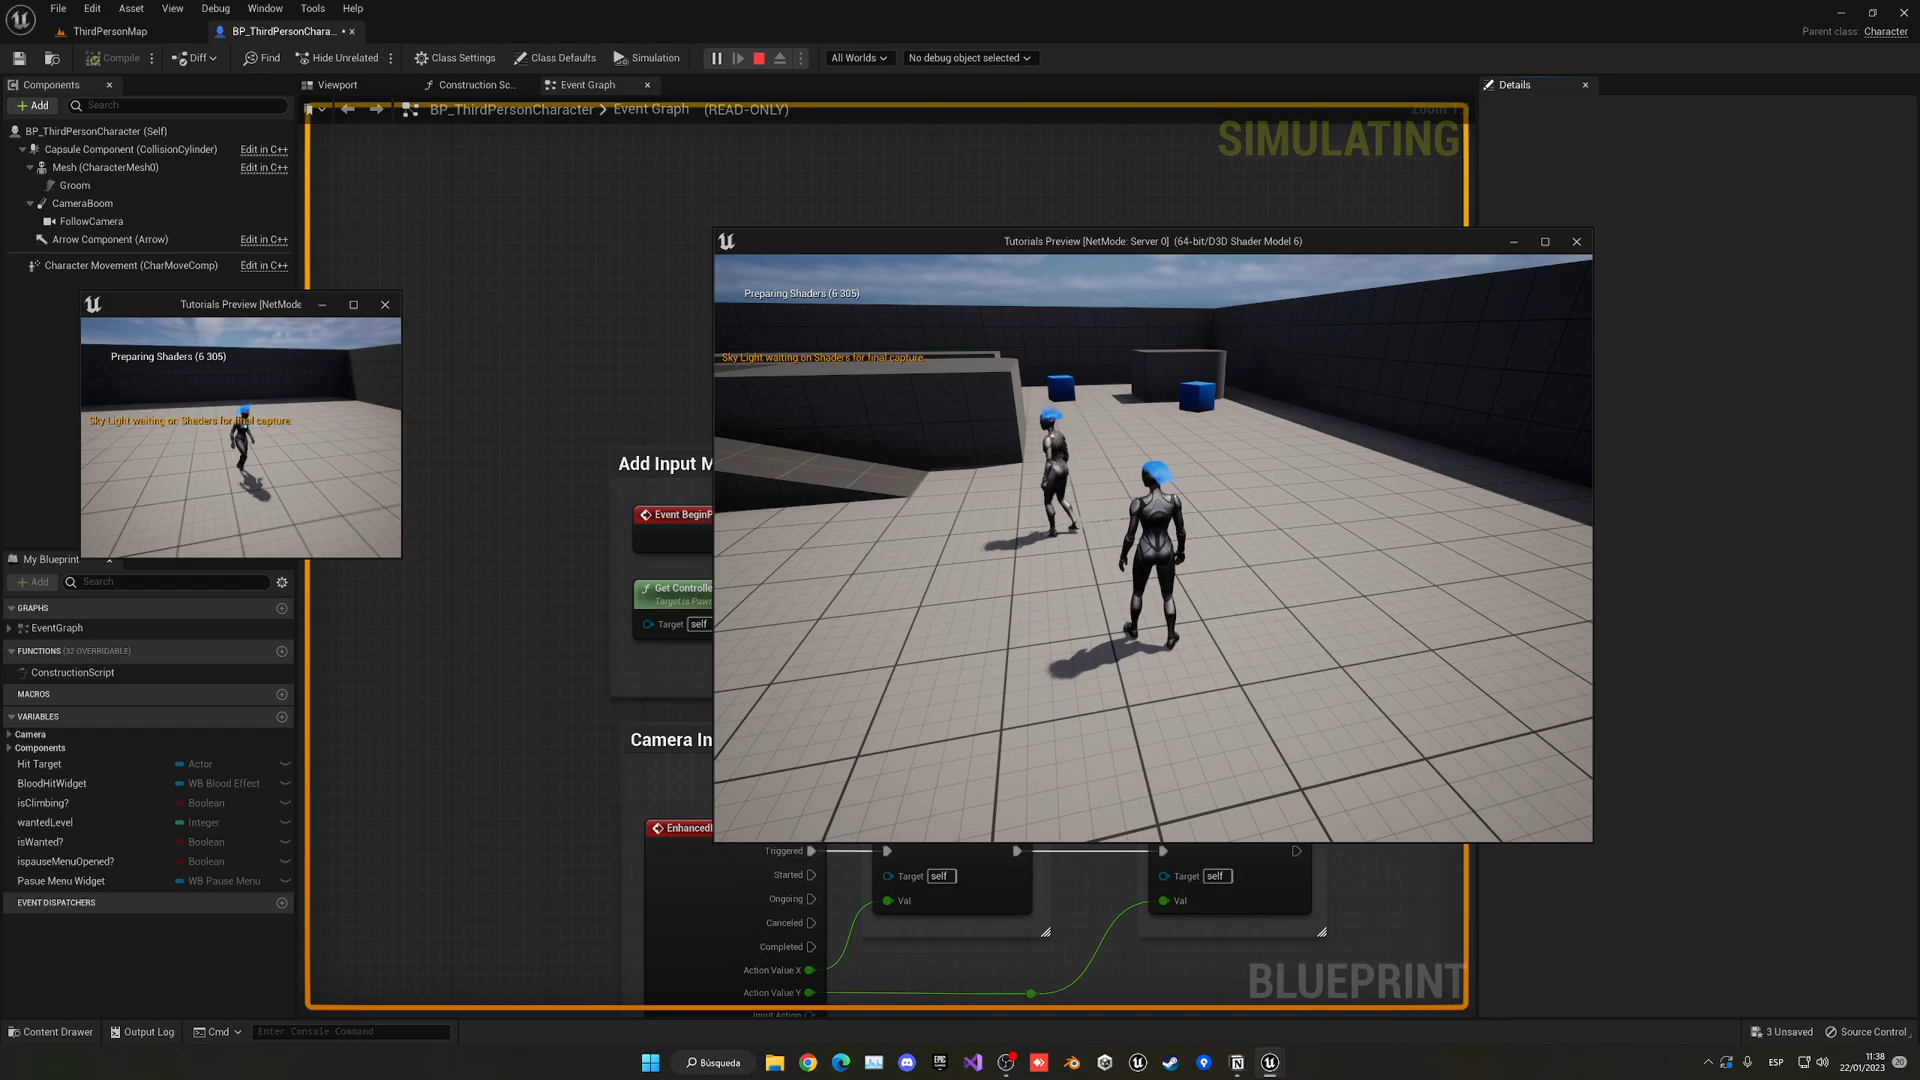 File Edit Asset View Debug Window Tools Help
ThirdPersonMap
BP_ThirdPersonChara...
Parent class: Character
Compile
Diff
Find
Hide Unrelated
Class Settings
Class Defaults
Simulation
All Worlds
No debug object selected
Components
Viewport
Construction Sc...
Event Graph
Details
+ Add
Search
BP_ThirdPersonCharacter > Event Graph (READ-ONLY)
SIMULATING
BP_ThirdPersonCharacter (Self)
Capsule Component (CollisionCylinder) Edit in C++
Mesh (CharacterMesh0) Edit in C++
Groom
CameraBoom
FollowCamera
Arrow Component (Arrow) Edit in C++
Character Movement (CharMoveComp) Edit in C++
Tutorials Preview [NetMode: Server 0] (64-bit/D3D Shader Model 6)
Preparing Shaders (6 305)
Sky Light waiting on Shaders for final capture.
Tutorials Preview [NetMode
Preparing Shaders (6 305)
Sky Light waiting on Shaders for final capture.
Add Input M
Event BeginP
Get Controlle
Target is Pawn
Target self
Camera In
EnhancedI
Triggered
Started
Ongoing
Canceled
Completed
Action Value X
Action Value Y
Input Action
Target self
Val
Target self
Val
BLUEPRINT
My Blueprint
+ Add
Search
GRAPHS
EventGraph
FUNCTIONS (32 OVERRIDABLE)
ConstructionScript
MACROS
VARIABLES
Camera
Components
Hit Target Actor
BloodHitWidget WB Blood Effect
isClimbing? Boolean
wantedLevel Integer
isWanted? Boolean
ispauseMenuOpened? Boolean
Pasue Menu Widget WB Pause Menu
EVENT DISPATCHERS
Content Drawer
Output Log
Cmd
Enter Console Command
3 Unsaved
Source Control
Búsqueda
EPIC
ESP
11:38
22/01/2023
20